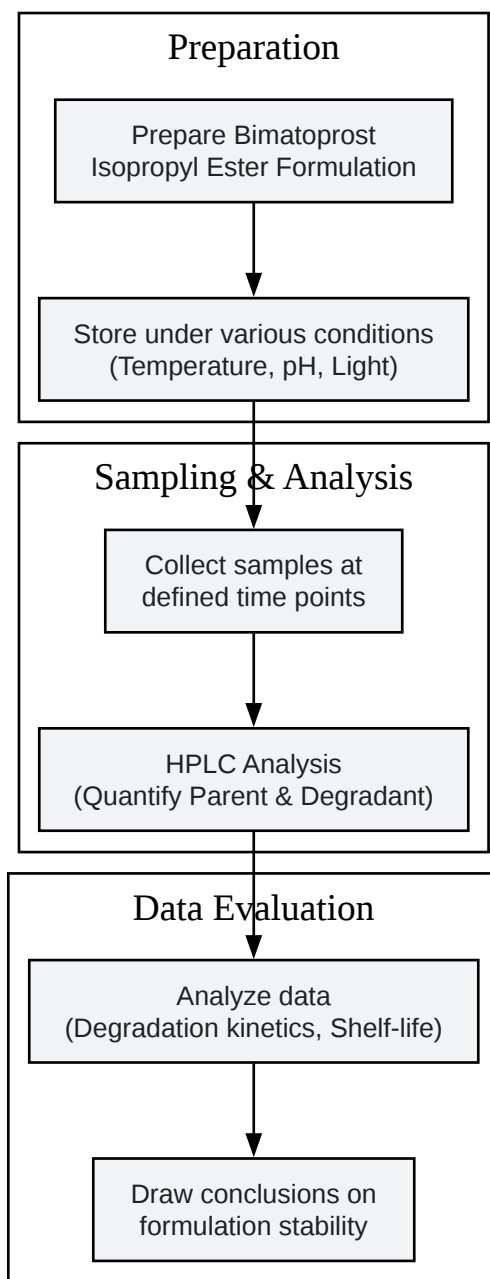 Preparation
Prepare Bimatoprost
Isopropyl Ester Formulation
Store under various conditions
(Temperature, pH, Light)
Sampling & Analysis
Collect samples at
defined time points
HPLC Analysis
(Quantify Parent & Degradant)
Data Evaluation
Analyze data
(Degradation kinetics, Shelf-life)
Draw conclusions on
formulation stability